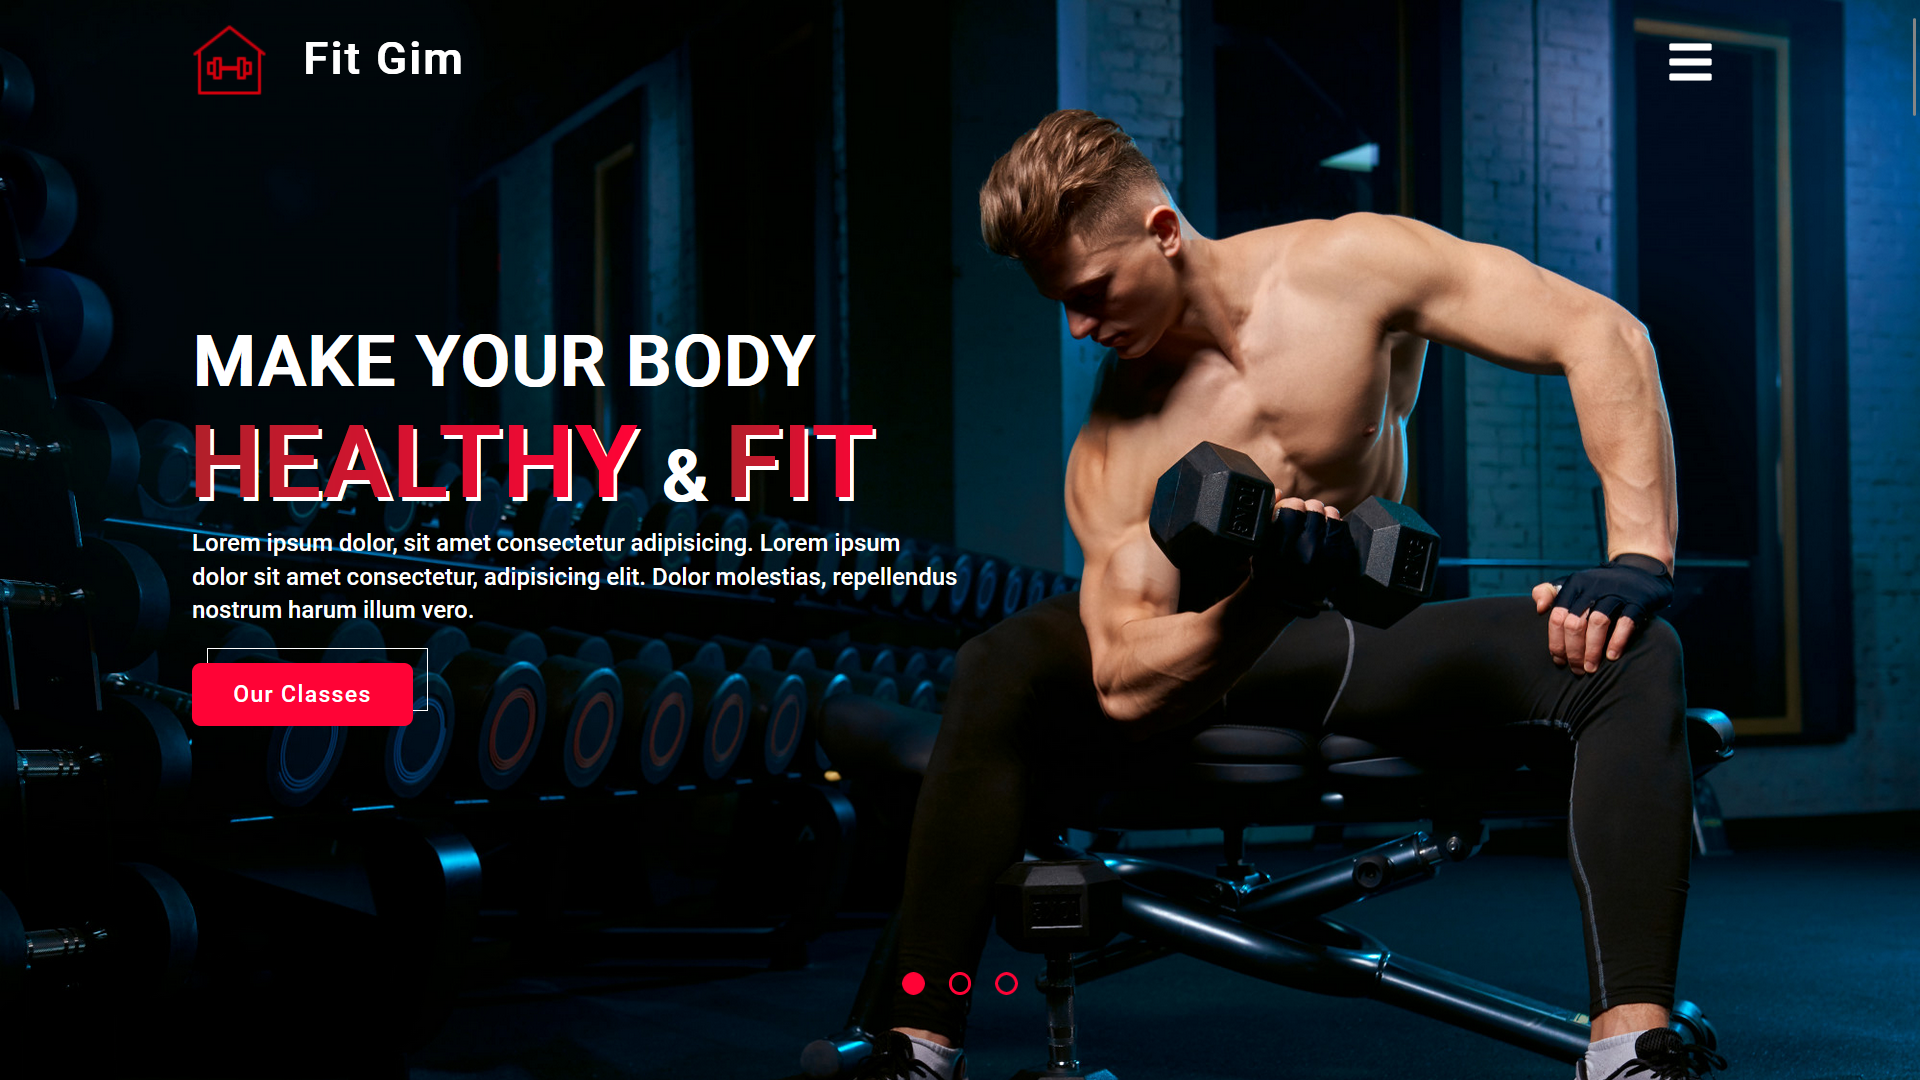 Fit Gim
MAKE YOUR BODY
HEALTHY & FIT
Lorem ipsum dolor, sit amet consectetur adipisicing. Lorem ipsum
dolor sit amet consectetur, adipisicing elit. Dolor molestias, repellendus
nostrum harum illum vero.
Our Classes